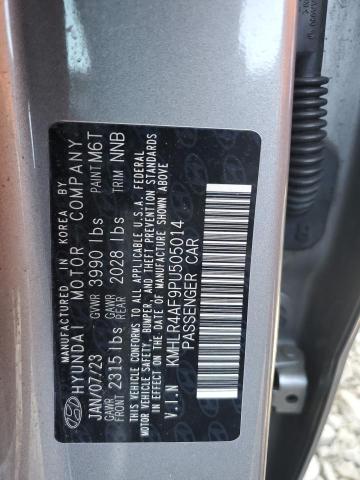 MANUFACTURED IN KOREA BY
HYUNDAI MOTOR COMPANY
JAN/07/23 GVWR 3990 lbs PAINT M6T
GAWR FRONT 2315 lbs GAWR REAR 2028 lbs TRIM NNB
THIS VEHICLE CONFORMS TO ALL APPLICABLE U.S.A. FEDERAL
MOTOR VEHICLE SAFETY, BUMPER, AND THEFT PREVENTION STANDARDS
IN EFFECT ON THE DATE OF MANUFACTURE SHOWN ABOVE
V.I.N KMHLR4AF9PU505014
PASSENGER CAR